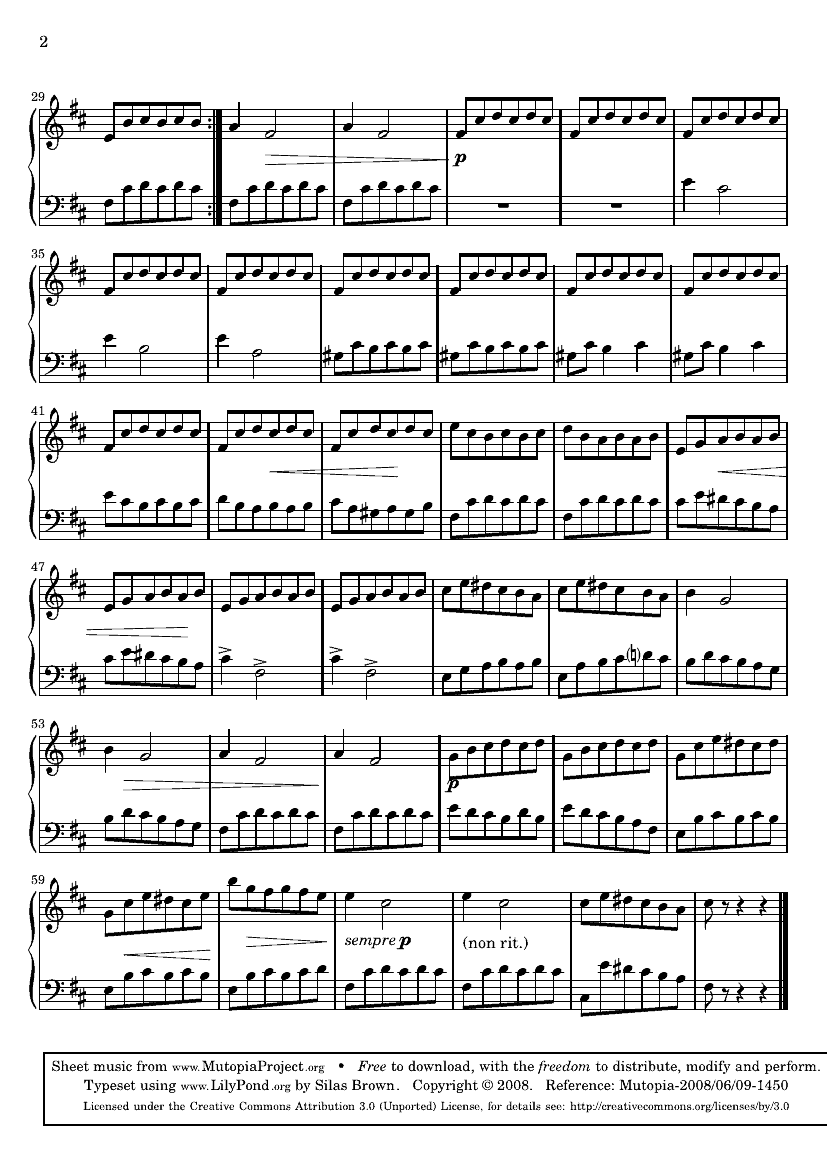 2
29
p
35
41
47
53
p
59
sempre p (non rit.)
Sheet music from www.MutopiaProject.org • Free to download, with the freedom to distribute, modify and perform.
Typeset using www.LilyPond.org by Silas Brown. Copyright © 2008. Reference: Mutopia-2008/06/09-1450
Licensed under the Creative Commons Attribution 3.0 (Unported) License, for details see: http://creativecommons.org/licenses/by/3.0